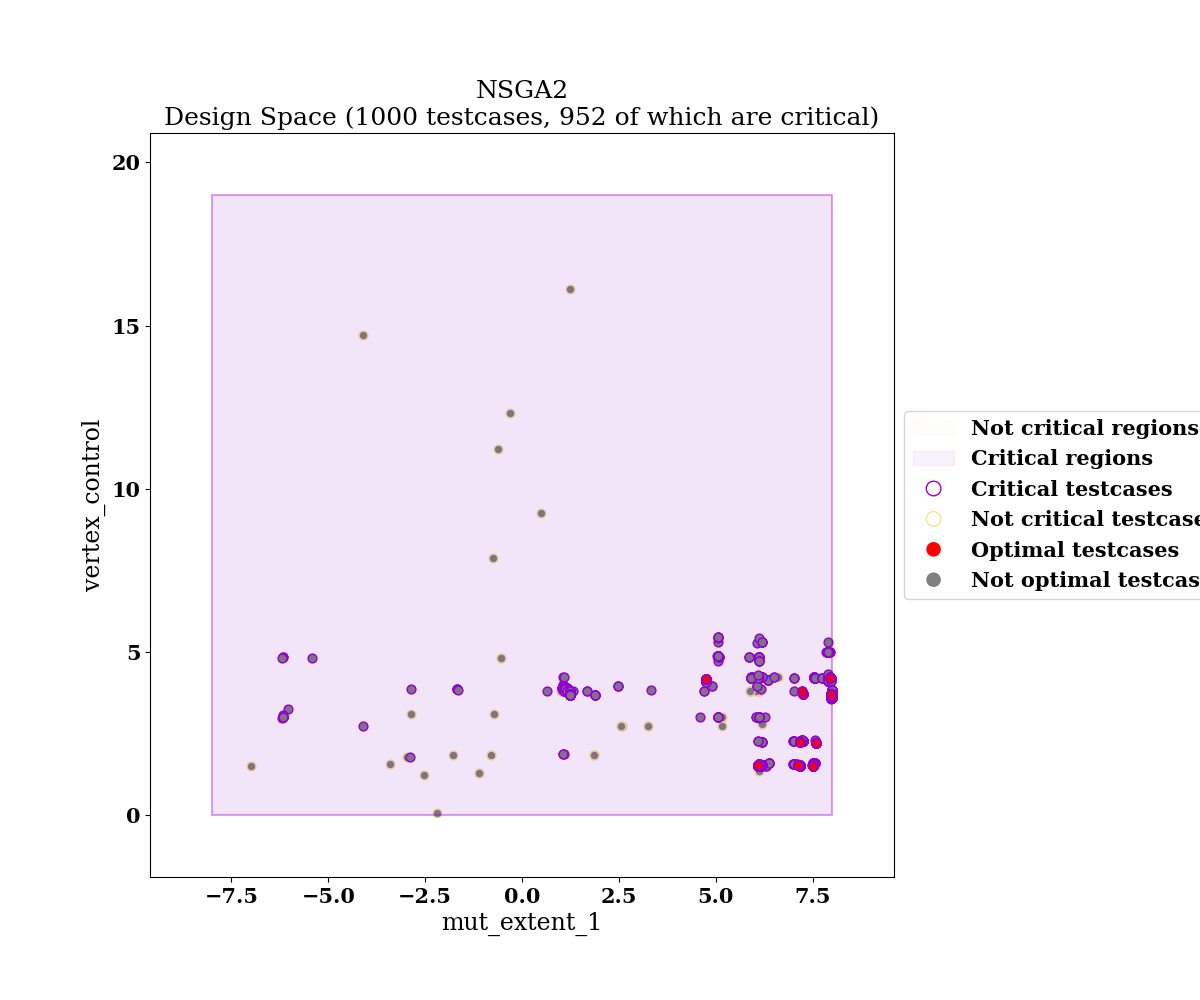 NSGA2
Design Space (1000 testcases, 952 of which are critical)
20
15
10
5
0
vertex_control
−7.5 −5.0 −2.5 0.0 2.5 5.0 7.5
mut_extent_1
Not critical regions
Critical regions
Critical testcases
Not critical testcase
Optimal testcases
Not optimal testcas